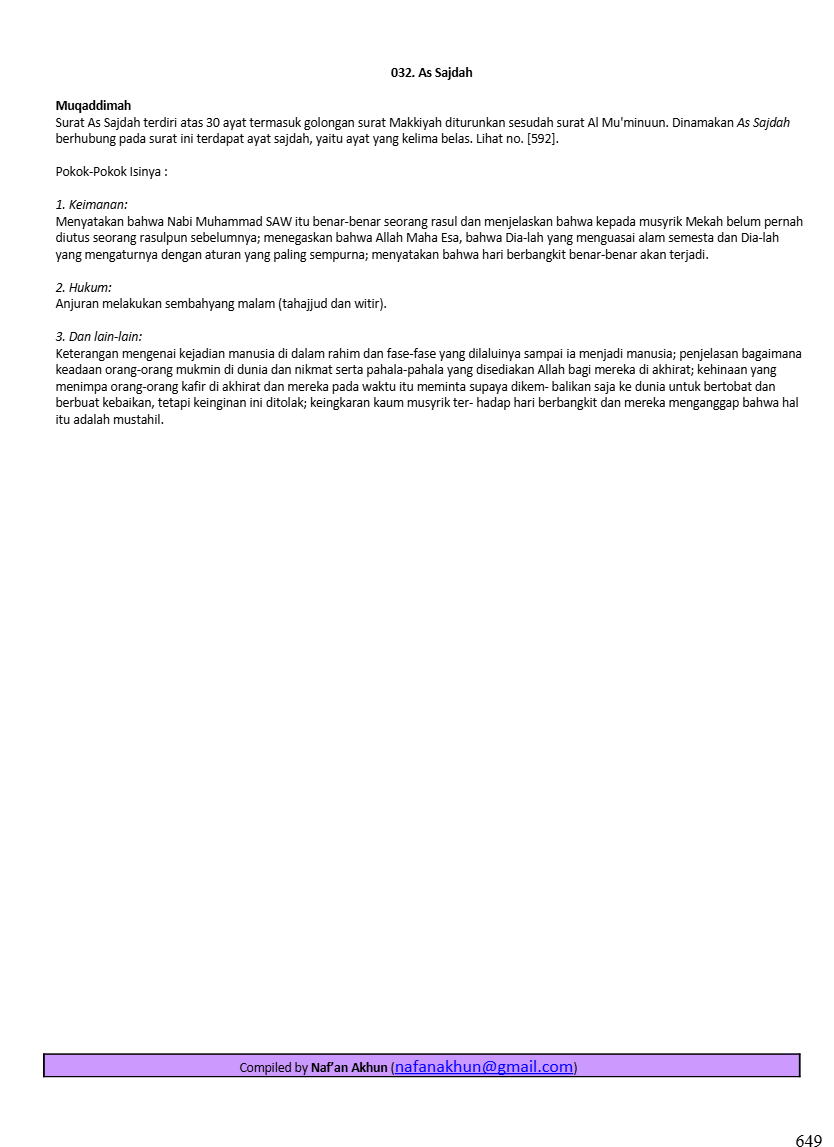 032. As Sajdah
Muqaddimah
Surat As Sajdah terdiri atas 30 ayat termasuk golongan surat Makkiyah diturunkan sesudah surat Al Mu'minuun. Dinamakan As Sajdah
berhubung pada surat ini terdapat ayat sajdah, yaitu ayat yang kelima belas. Lihat no. [592].
Pokok-Pokok Isinya :
1. Keimanan:
Menyatakan bahwa Nabi Muhammad SAW itu benar-benar seorang rasul dan menjelaskan bahwa kepada musyrik Mekah belum pernah
diutus seorang rasulpun sebelumnya; menegaskan bahwa Allah Maha Esa, bahwa Dia-lah yang menguasai alam semesta dan Dia-lah
yang mengaturnya dengan aturan yang paling sempurna; menyatakan bahwa hari berbangkit benar-benar akan terjadi.
2. Hukum:
Anjuran melakukan sembahyang malam (tahajjud dan witir).
3. Dan lain-lain:
Keterangan mengenai kejadian manusia di dalam rahim dan fase-fase yang dilaluinya sampai ia menjadi manusia; penjelasan bagaimana
keadaan orang-orang mukmin di dunia dan nikmat serta pahala-pahala yang disediakan Allah bagi mereka di akhirat; kehinaan yang
menimpa orang-orang kafir di akhirat dan mereka pada waktu itu meminta supaya dikem- balikan saja ke dunia untuk bertobat dan
berbuat kebaikan, tetapi keinginan ini ditolak; keingkaran kaum musyrik ter- hadap hari berbangkit dan mereka menganggap bahwa hal
itu adalah mustahil.
Compiled by Naf’an Akhun (nafanakhun@gmail.com)
649